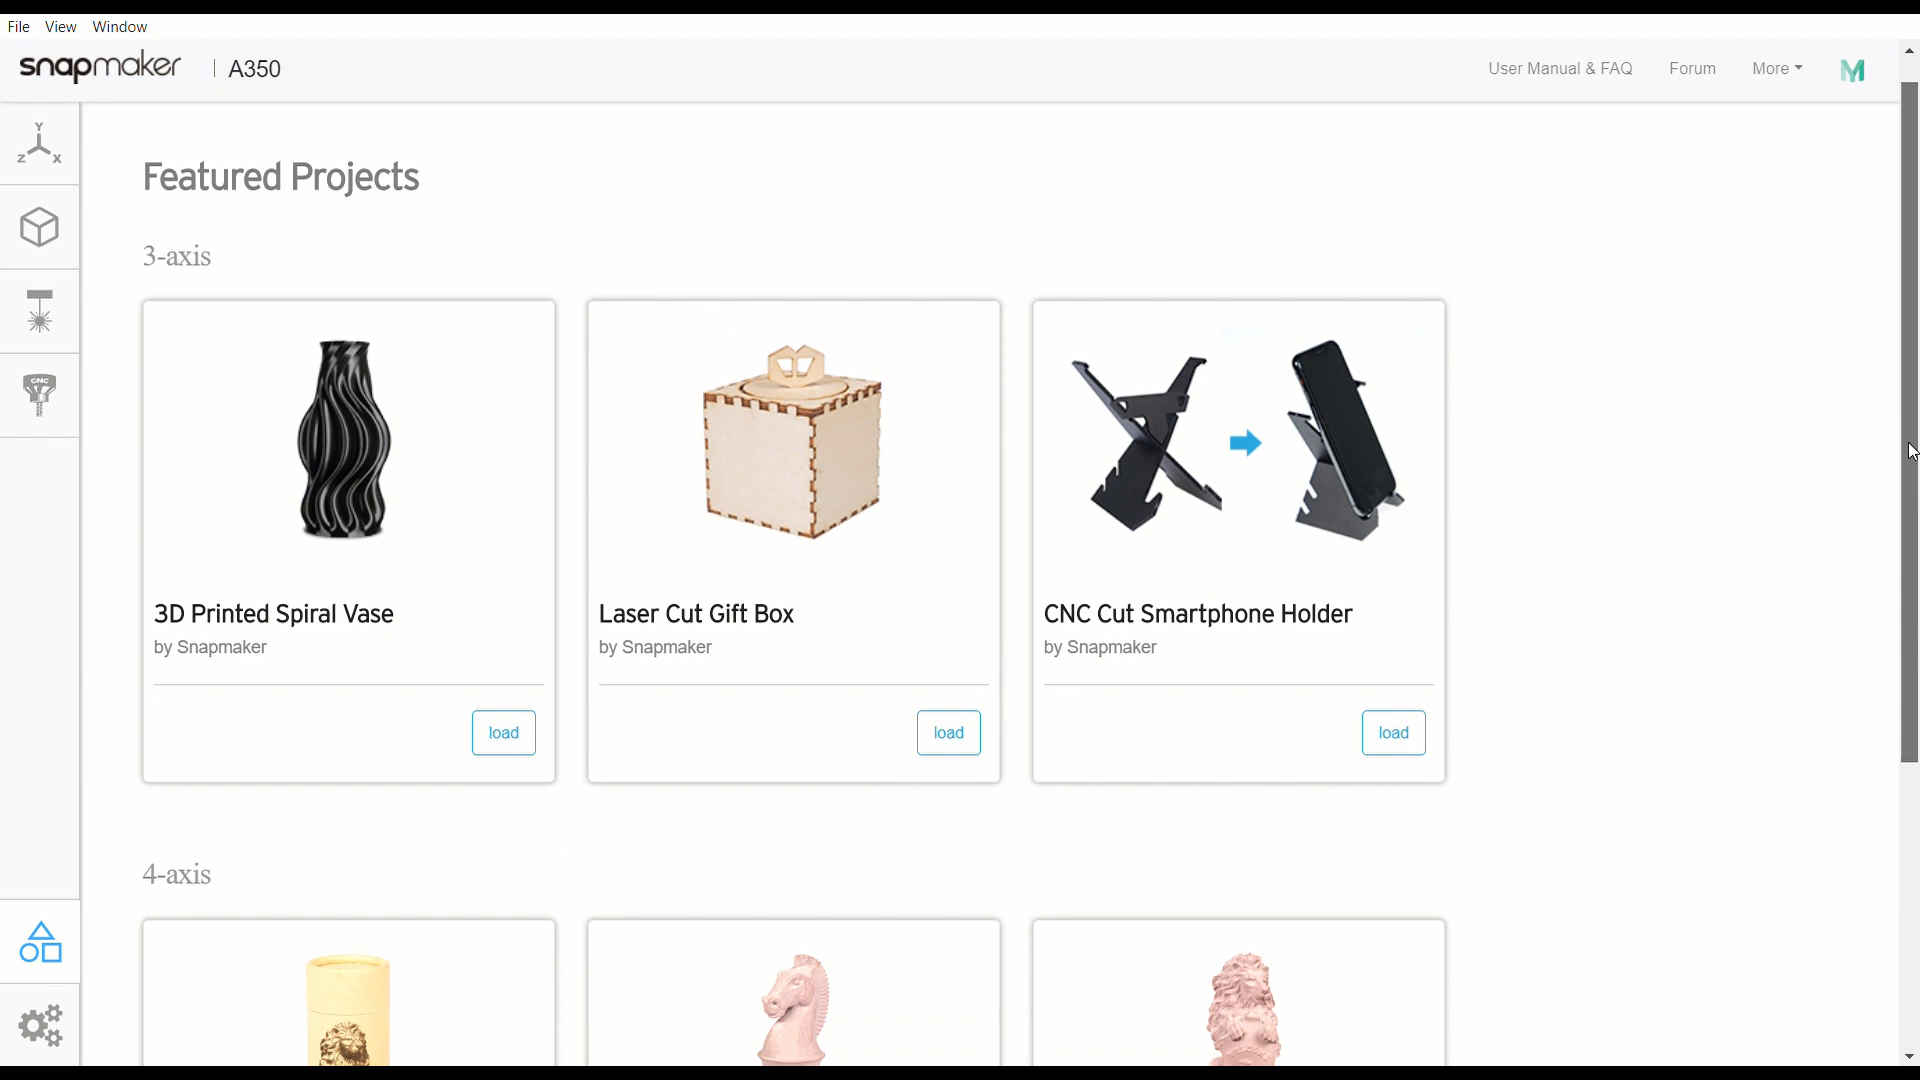 File View Window
snapmaker | A350
User Manual & FAQ Forum More
Y
Z X
CNC
Featured Projects
3-axis
3D Printed Spiral Vase
by Snapmaker
load
Laser Cut Gift Box
by Snapmaker
load
CNC Cut Smartphone Holder
by Snapmaker
load
4-axis